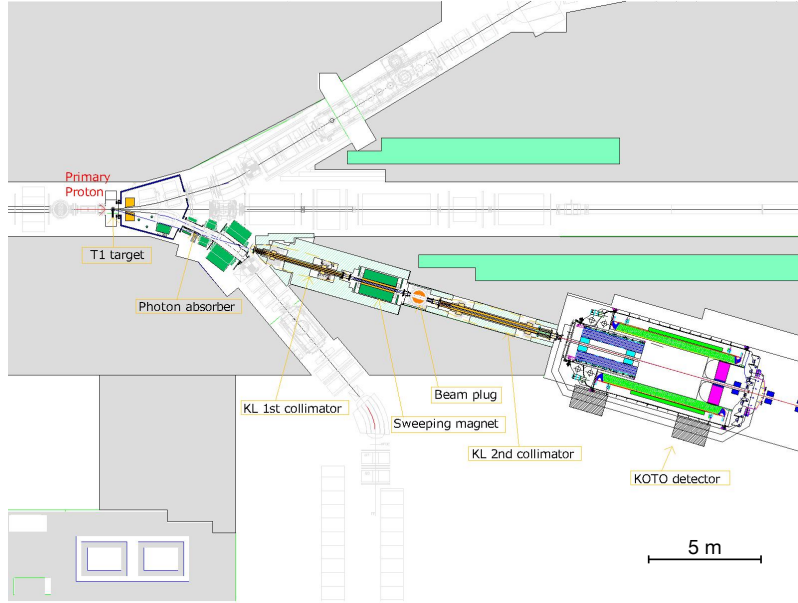 Primary
Proton
T1 target
Photon absorber
KL 1st collimator
Beam plug
Sweeping magnet
KL 2nd collimator
KOTO detector
5 m